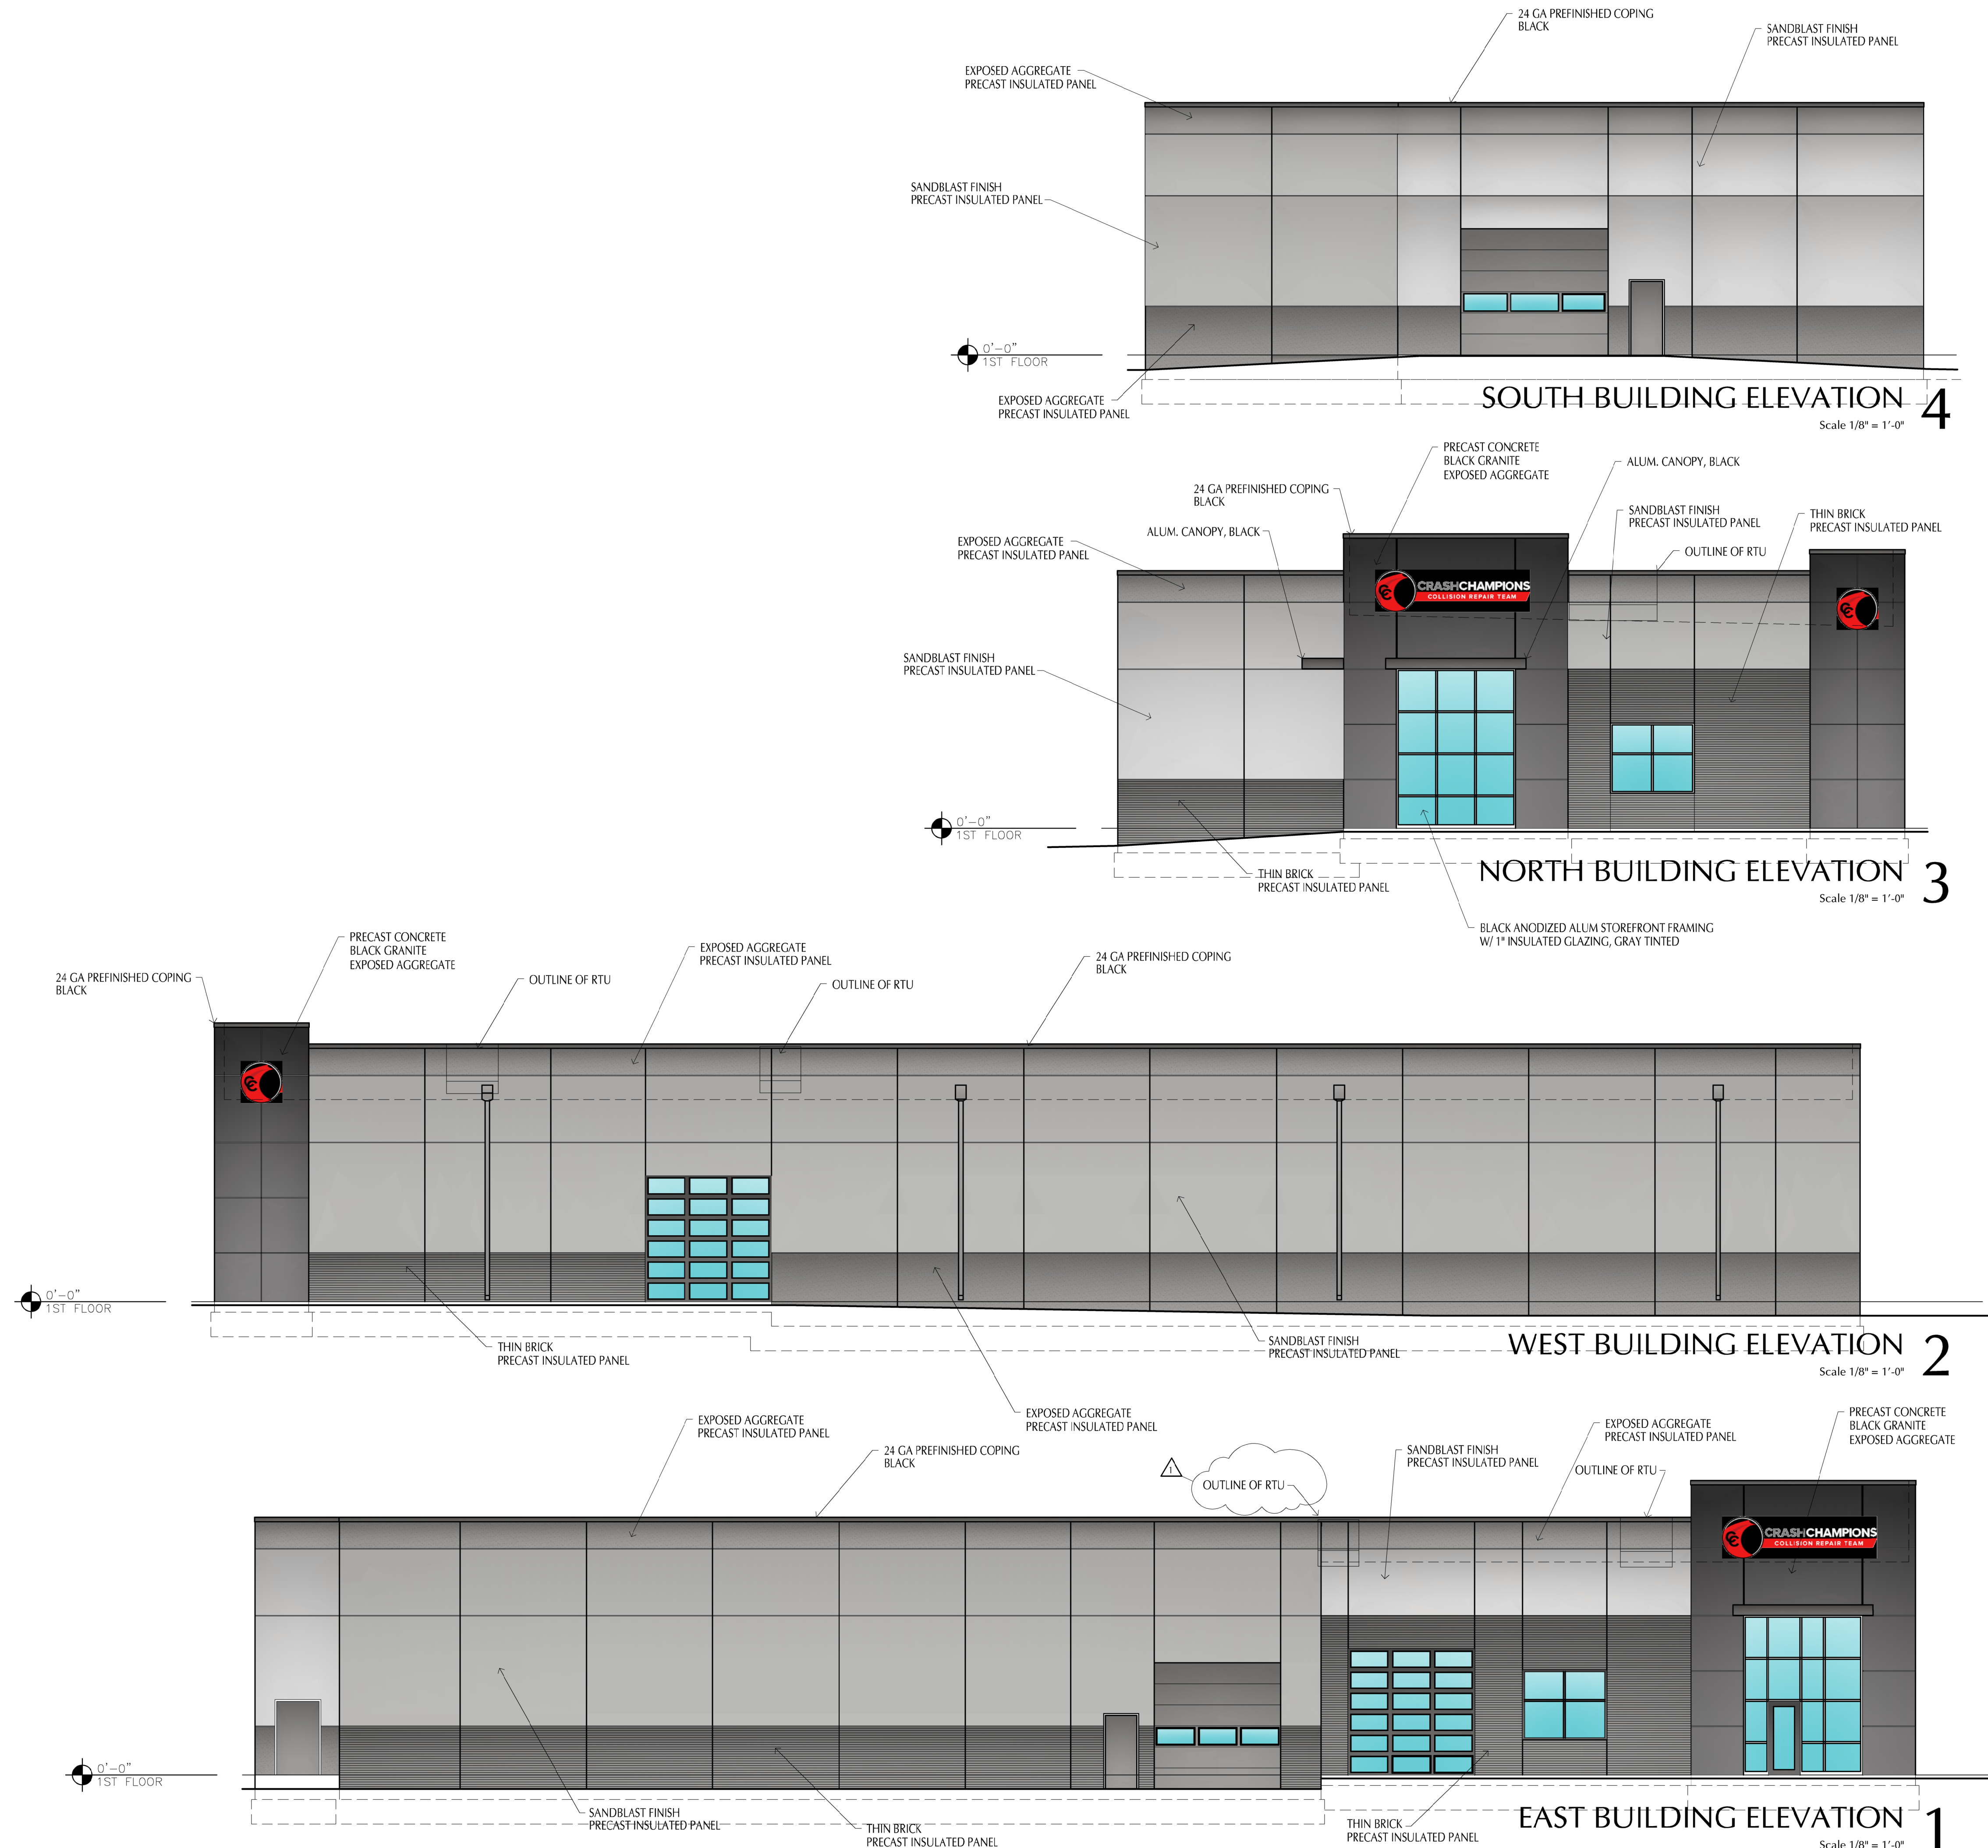 24 GA PREFINISHED COPING
BLACK
SANDBLAST FINISH
PRECAST INSULATED PANEL
EXPOSED AGGREGATE
PRECAST INSULATED PANEL
SANDBLAST FINISH
PRECAST INSULATED PANEL
0'-0"
1ST FLOOR
EXPOSED AGGREGATE
PRECAST INSULATED PANEL
SOUTH BUILDING ELEVATION 4
Scale 1/8" = 1'-0"
PRECAST CONCRETE
BLACK GRANITE
EXPOSED AGGREGATE
ALUM. CANOPY, BLACK
24 GA PREFINISHED COPING
BLACK
SANDBLAST FINISH
PRECAST INSULATED PANEL
THIN BRICK
PRECAST INSULATED PANEL
ALUM. CANOPY, BLACK
EXPOSED AGGREGATE
PRECAST INSULATED PANEL
OUTLINE OF RTU
CC
CRASHCHAMPIONS
COLLISION REPAIR TEAM
CC
SANDBLAST FINISH
PRECAST INSULATED PANEL
0'-0"
1ST FLOOR
THIN BRICK
PRECAST INSULATED PANEL
NORTH BUILDING ELEVATION 3
Scale 1/8" = 1'-0"
BLACK ANODIZED ALUM STOREFRONT FRAMING
W/ 1" INSULATED GLAZING, GRAY TINTED
PRECAST CONCRETE
BLACK GRANITE
EXPOSED AGGREGATE
EXPOSED AGGREGATE
PRECAST INSULATED PANEL
24 GA PREFINISHED COPING
BLACK
24 GA PREFINISHED COPING
BLACK
OUTLINE OF RTU
OUTLINE OF RTU
CC
0'-0"
1ST FLOOR
THIN BRICK
PRECAST INSULATED PANEL
SANDBLAST FINISH
PRECAST INSULATED PANEL
WEST BUILDING ELEVATION 2
Scale 1/8" = 1'-0"
EXPOSED AGGREGATE
PRECAST INSULATED PANEL
EXPOSED AGGREGATE
PRECAST INSULATED PANEL
24 GA PREFINISHED COPING
BLACK
1
OUTLINE OF RTU
SANDBLAST FINISH
PRECAST INSULATED PANEL
EXPOSED AGGREGATE
PRECAST INSULATED PANEL
OUTLINE OF RTU
PRECAST CONCRETE
BLACK GRANITE
EXPOSED AGGREGATE
CC
CRASHCHAMPIONS
COLLISION REPAIR TEAM
0'-0"
1ST FLOOR
SANDBLAST FINISH
PRECAST INSULATED PANEL
THIN BRICK
PRECAST INSULATED PANEL
THIN BRICK
PRECAST INSULATED PANEL
EAST BUILDING ELEVATION 1
Scale 1/8" = 1'-0"